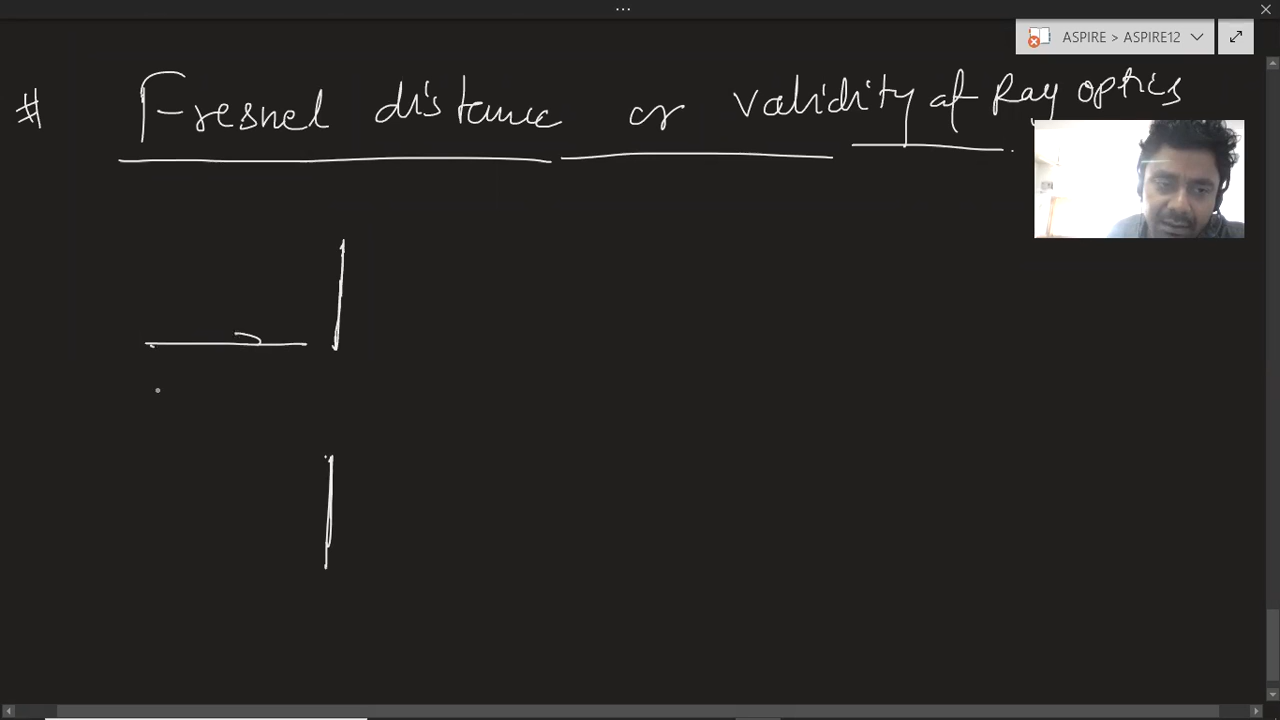 ASPIRE > ASPIRE12
# Fresnel distance or validity of Ray optics